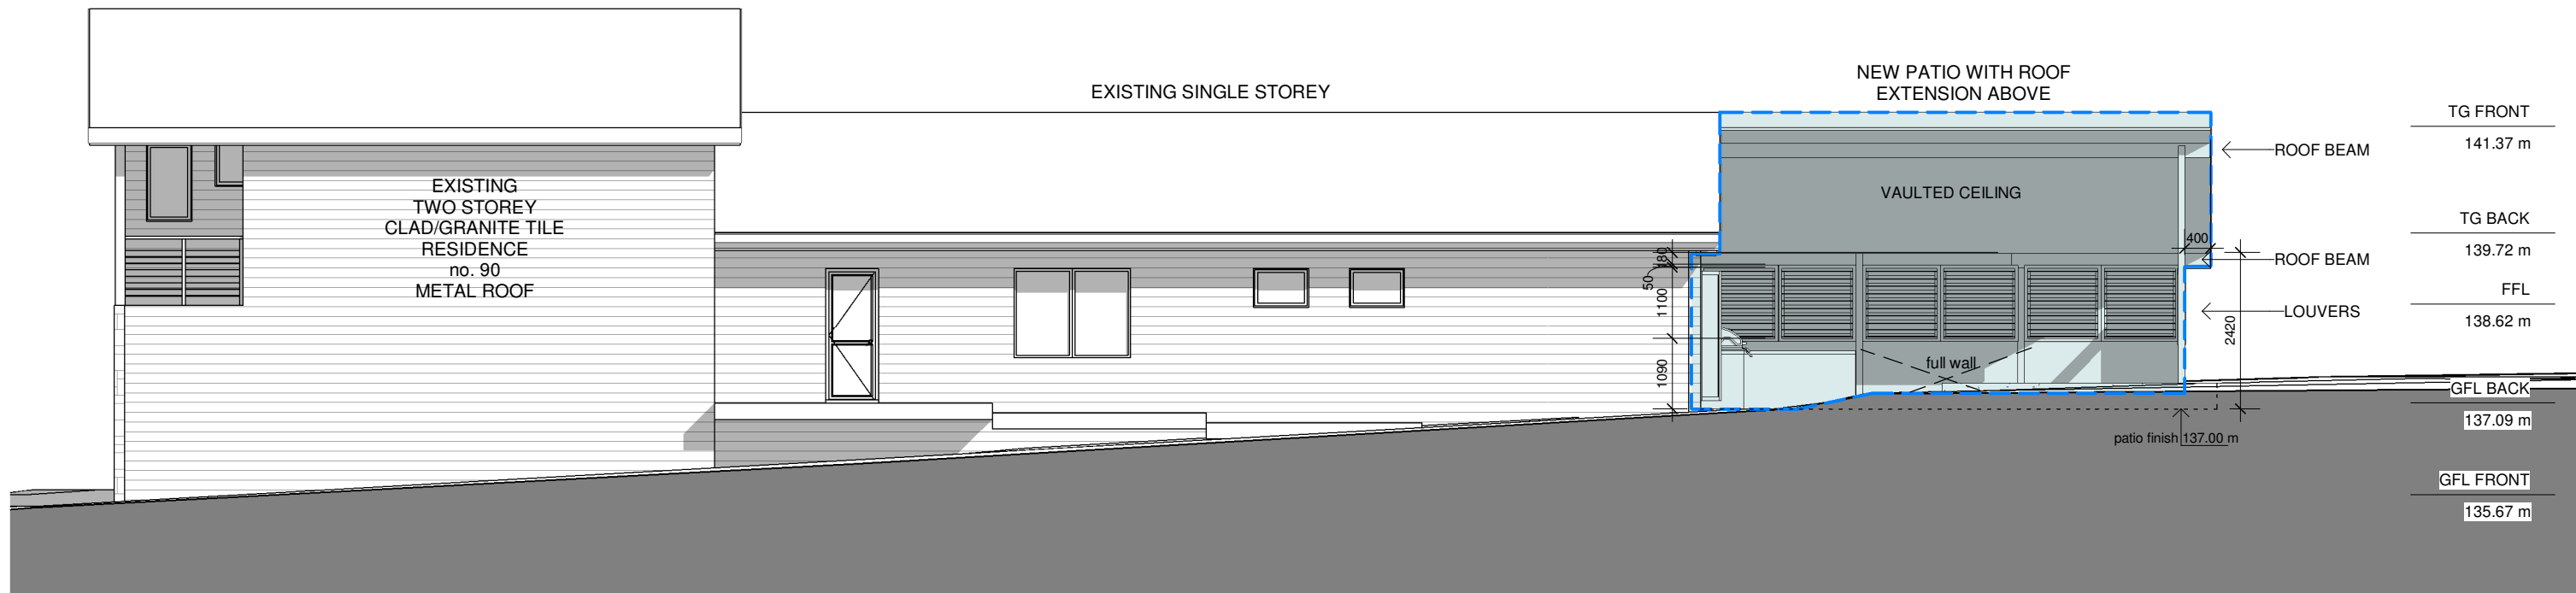 EXISTING SINGLE STOREY
NEW PATIO WITH ROOF
EXTENSION ABOVE
EXISTING
TWO STOREY
CLAD/GRANITE TILE
RESIDENCE
no. 90
METAL ROOF
VAULTED CEILING
ROOF BEAM
ROOF BEAM
LOUVERS
400
180
50
1100
1090
2420
full wall
patio finish 137.00 m
TG FRONT
141.37 m
TG BACK
139.72 m
FFL
138.62 m
GFL BACK
137.09 m
GFL FRONT
135.67 m